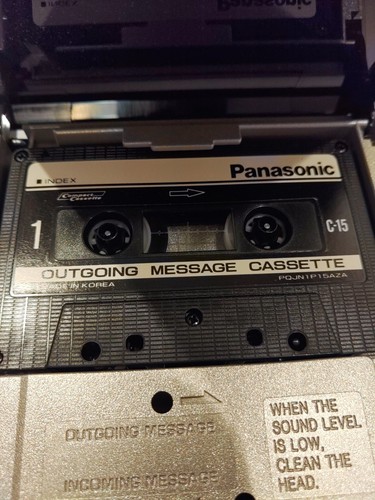 ■ INDEX
Panasonic
Compact Cassette
1
C-15
OUTGOING MESSAGE CASSETTE
MADE IN KOREA
PQJN1P15AZA
OUTGOING MESSAGE
INCOMING MESSAGE
WHEN THE
SOUND LEVEL
IS LOW,
CLEAN THE
HEAD.